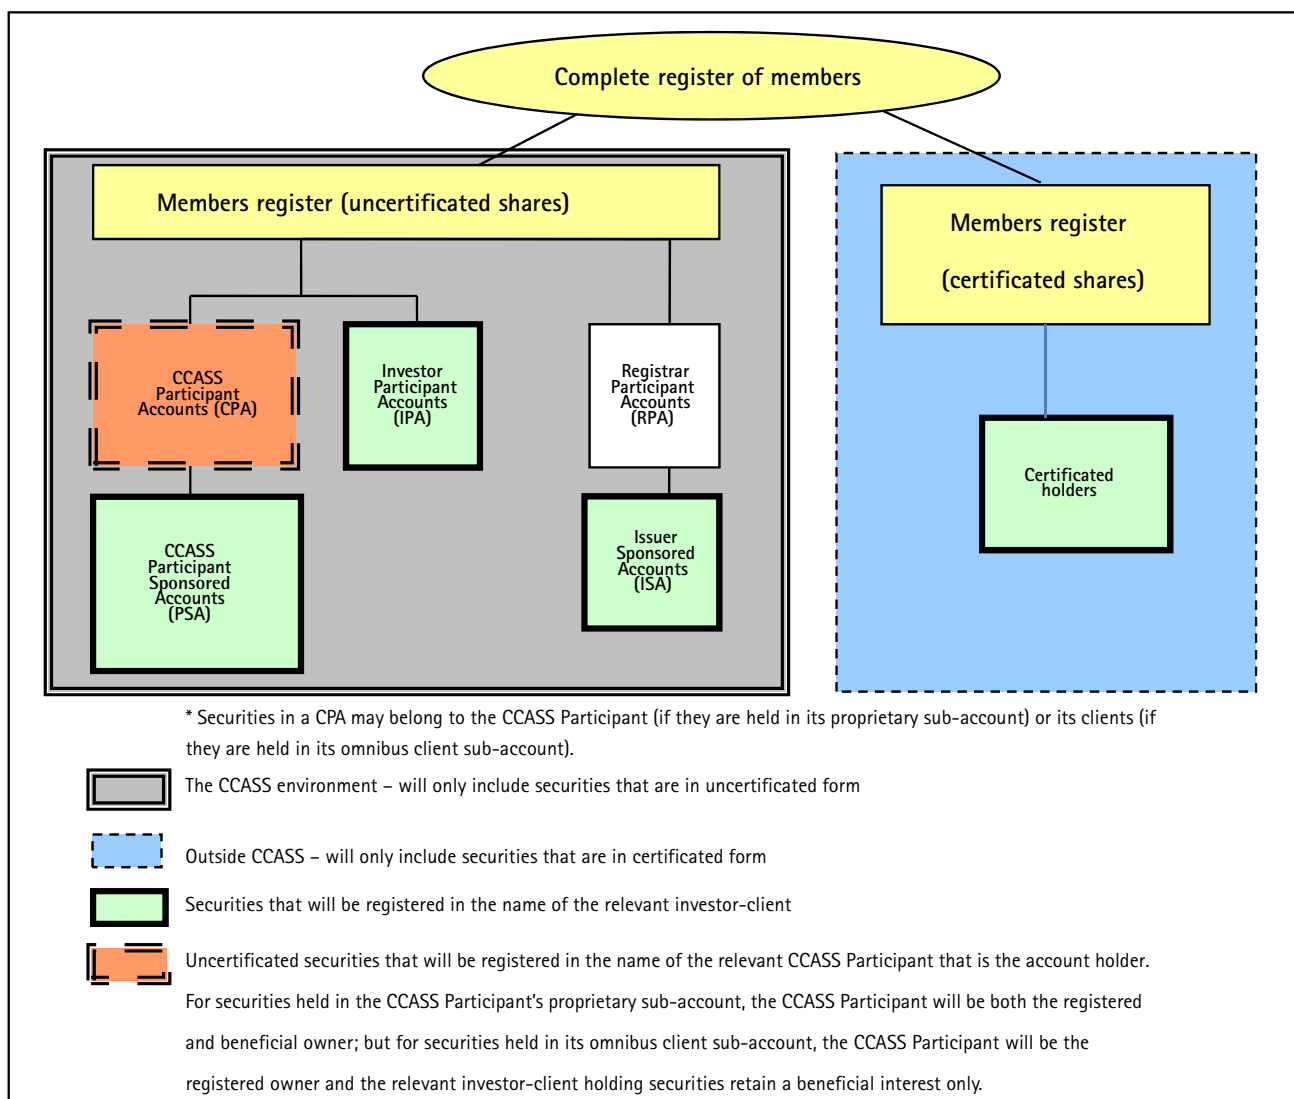 Complete register of members
Members register (uncertificated shares)
Members register
(certificated shares)
CCASS
Participant
Accounts (CPA)
Investor
Participant
Accounts
(IPA)
Registrar
Participant
Accounts
(RPA)
CCASS
Participant
Sponsored
Accounts
(PSA)
Issuer
Sponsored
Accounts
(ISA)
Certificated
holders
* Securities in a CPA may belong to the CCASS Participant (if they are held in its proprietary sub-account) or its clients (if
they are held in its omnibus client sub-account).
The CCASS environment – will only include securities that are in uncertificated form
Outside CCASS – will only include securities that are in certificated form
Securities that will be registered in the name of the relevant investor-client
Uncertificated securities that will be registered in the name of the relevant CCASS Participant that is the account holder.
For securities held in the CCASS Participant's proprietary sub-account, the CCASS Participant will be both the registered
and beneficial owner; but for securities held in its omnibus client sub-account, the CCASS Participant will be the
registered owner and the relevant investor-client holding securities retain a beneficial interest only.